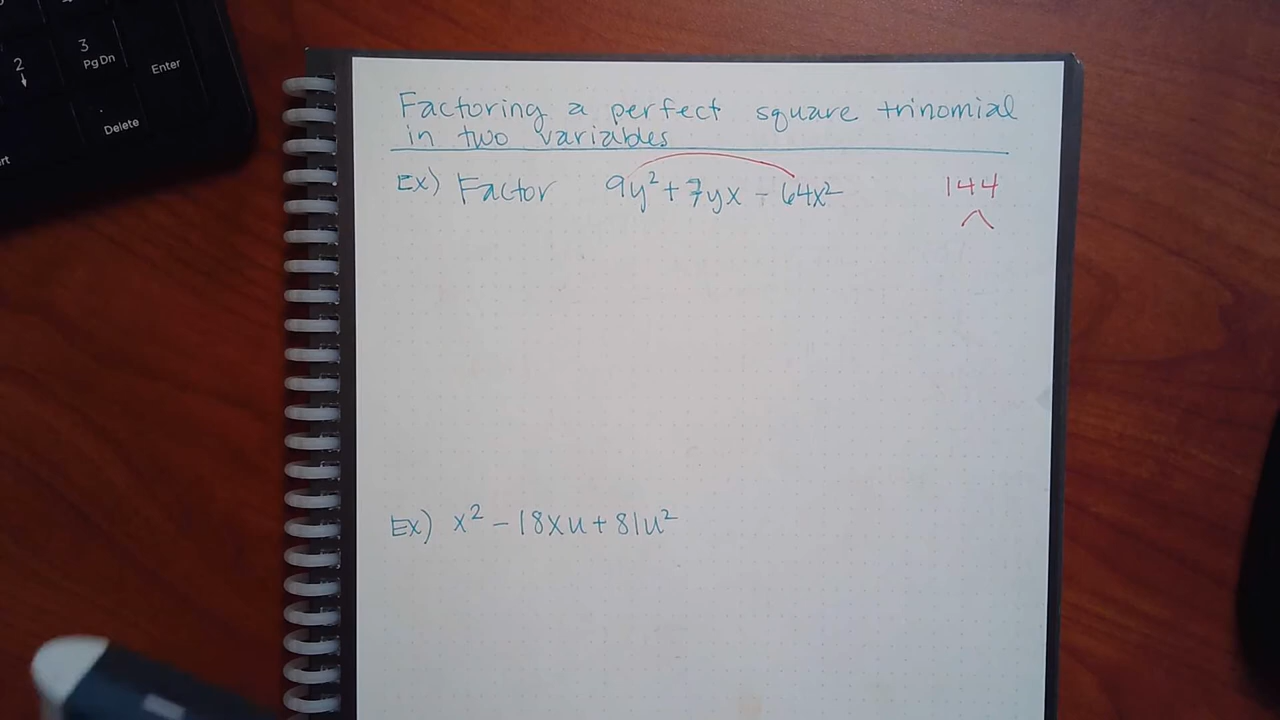 3
PgDn
2
Enter
Delete
Factoring a perfect square trinomial
in two variables
Ex) Factor 9y²+7yx-64x² 144
Ex) x²-18xu+81u²